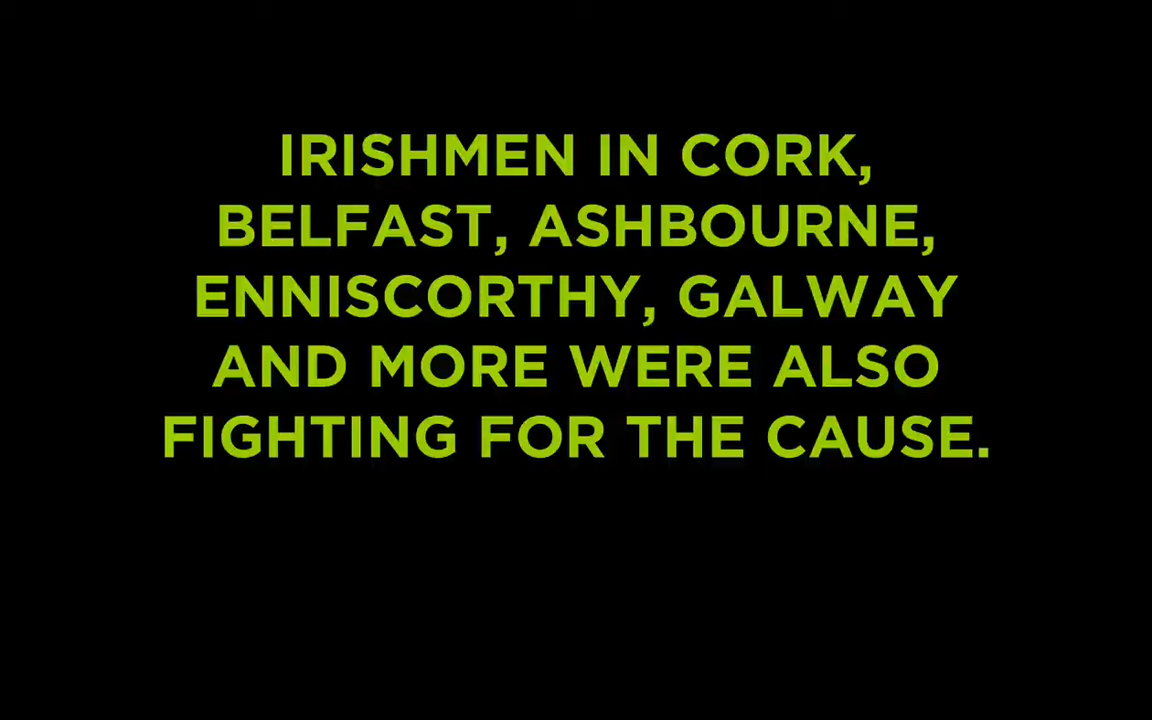 IRISHMEN IN CORK,
BELFAST, ASHBOURNE,
ENNISCORTHY, GALWAY
AND MORE WERE ALSO
FIGHTING FOR THE CAUSE.